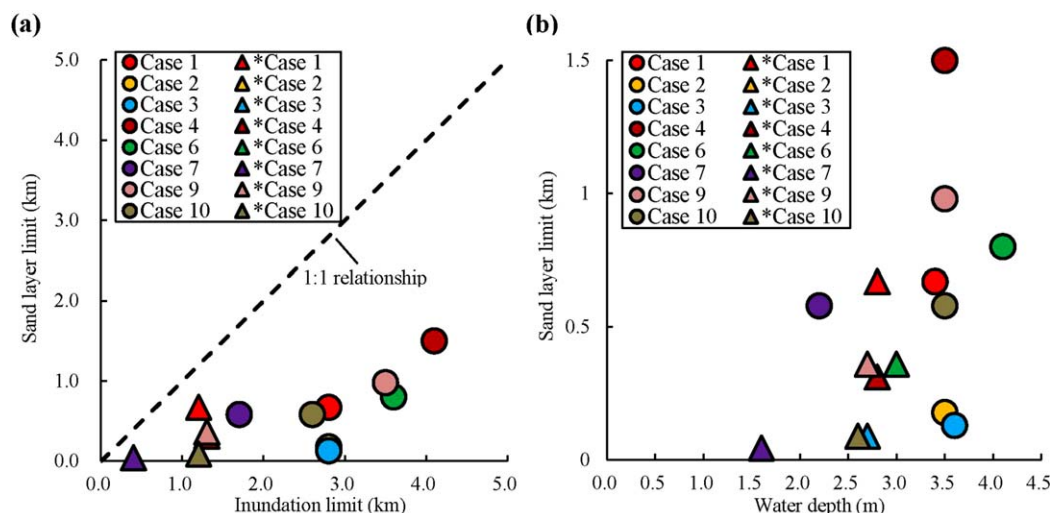 (a)
5.0
Case 1 *Case 1
Case 2 *Case 2
Case 3 *Case 3
Case 4 *Case 4
Case 6 *Case 6
Case 7 *Case 7
Case 9 *Case 9
Case 10 *Case 10
4.0
3.0
2.0
1.0
0.0
Sand layer limit (km)
1:1 relationship
0.0 1.0 2.0 3.0 4.0 5.0
Inundation limit (km)
(b)
1.5
Case 1 *Case 1
Case 2 *Case 2
Case 3 *Case 3
Case 4 *Case 4
Case 6 *Case 6
Case 7 *Case 7
Case 9 *Case 9
Case 10 *Case 10
1
0.5
0
Sand layer limit (km)
1.0 1.5 2.0 2.5 3.0 3.5 4.0 4.5
Water depth (m)